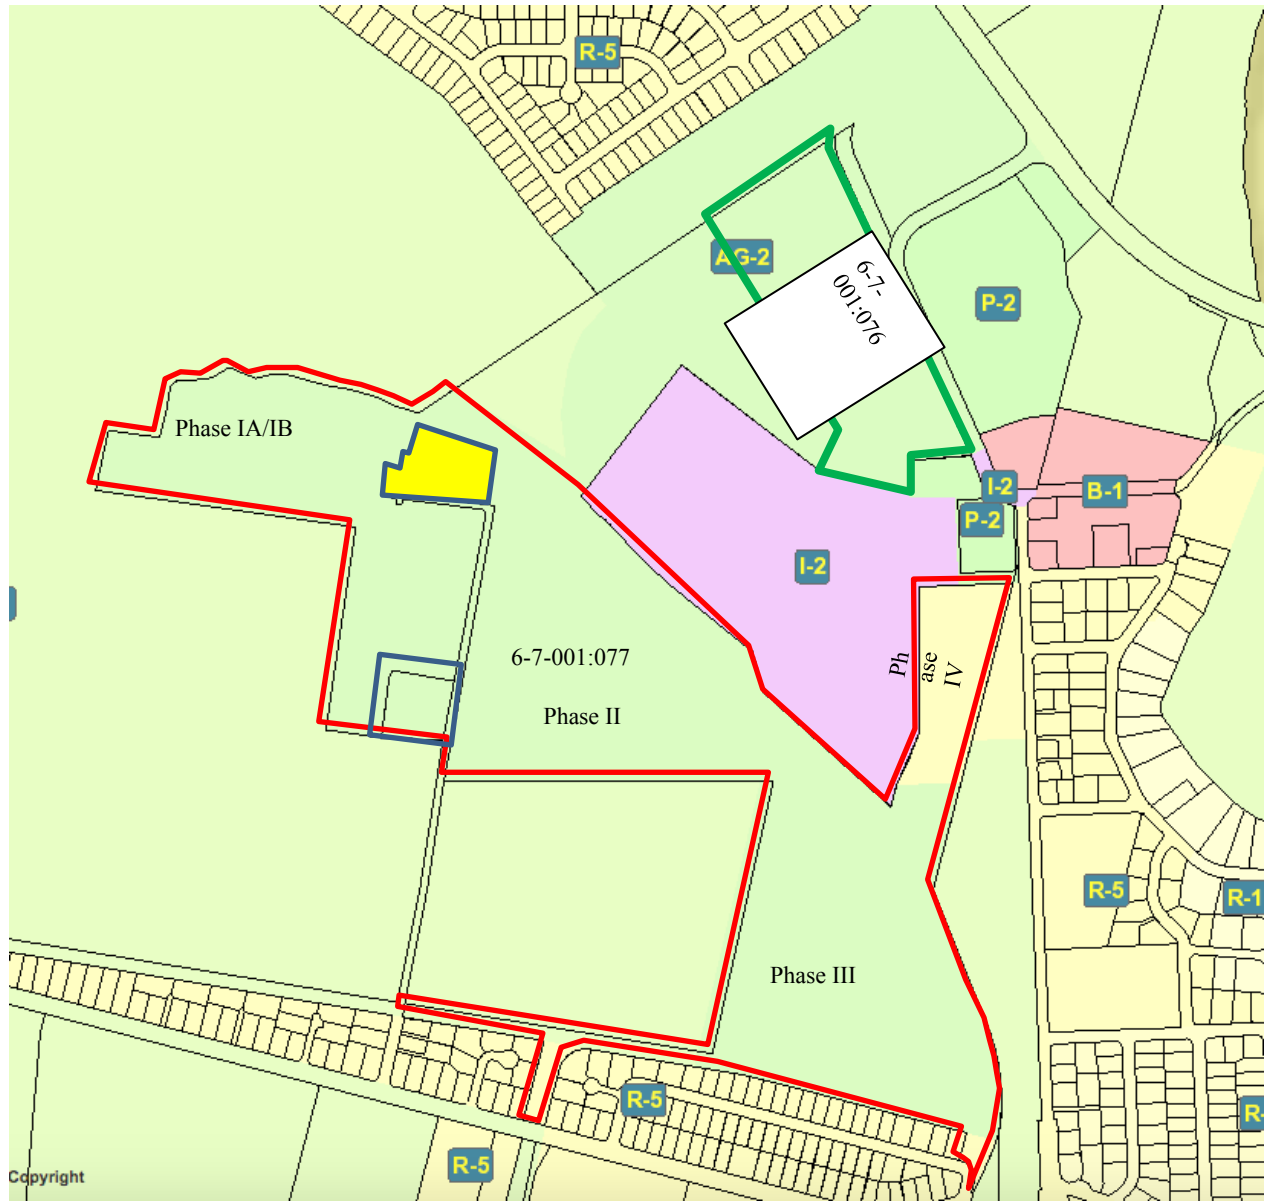 R-5
AG-2
6-7-
001:076
P-2
Phase IA/IB
I-2
B-1
P-2
I-2
6-7-001:077
Ph
ase
IV
Phase II
R-5
R-1
Phase III
R-5
R-
R-5
Copyright